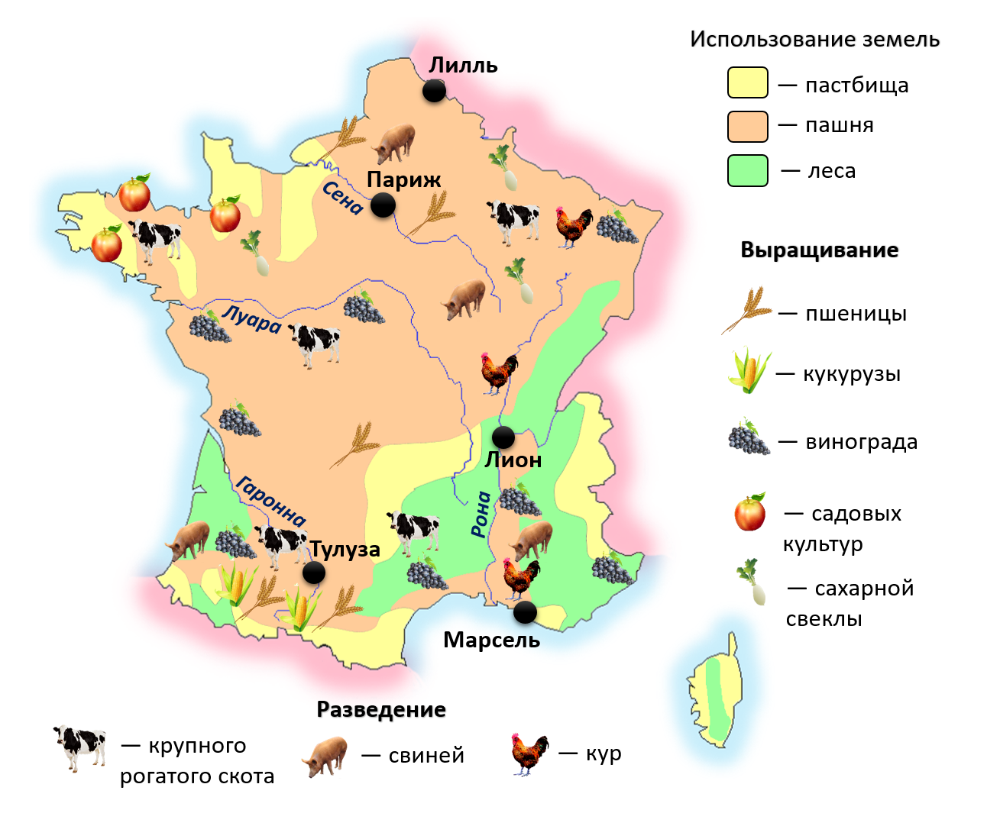 Использование земель
— пастбища
— пашня
— леса
Лилль
Париж
Сена
Луара
Лион
Гаронна
Рона
Тулуза
Марсель
Выращивание
— пшеницы
— кукурузы
— винограда
— садовых
культур
— сахарной
свеклы
Разведение
— крупного
рогатого скота
— свиней
— кур